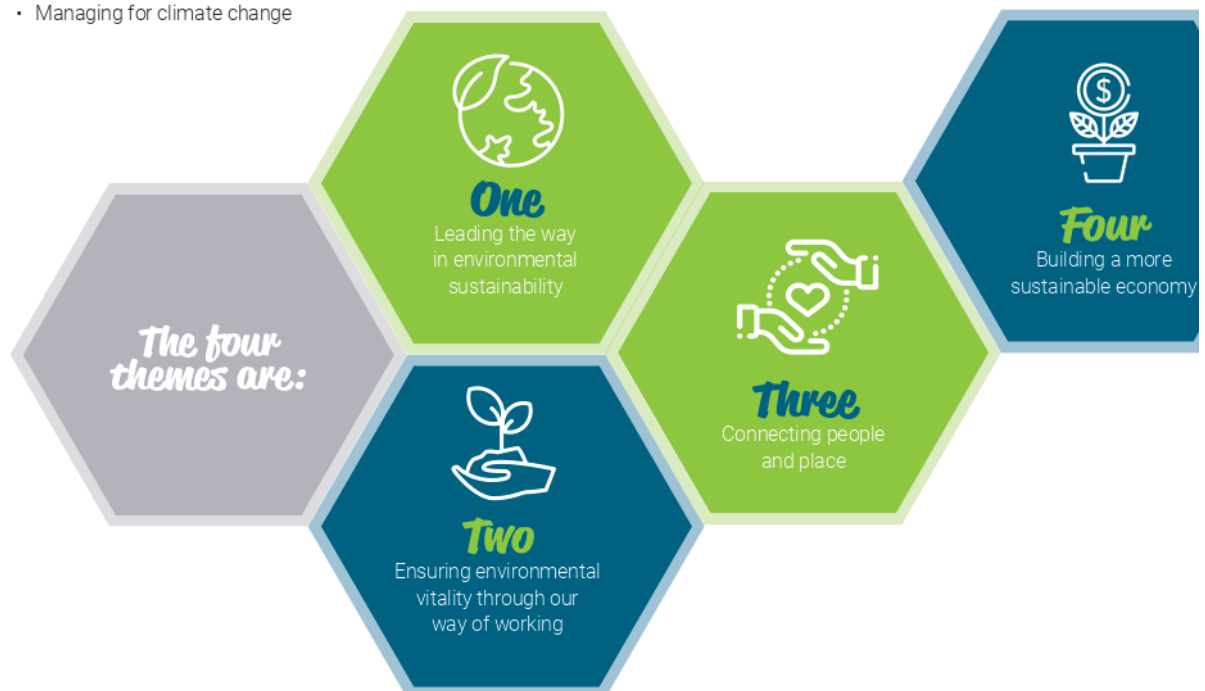 • Managing for climate change
The four
themes are:
One
Leading the way
in environmental
sustainability
Two
Ensuring environmental
vitality through our
way of working
Three
Connecting people
and place
$
Four
Building a more
sustainable economy